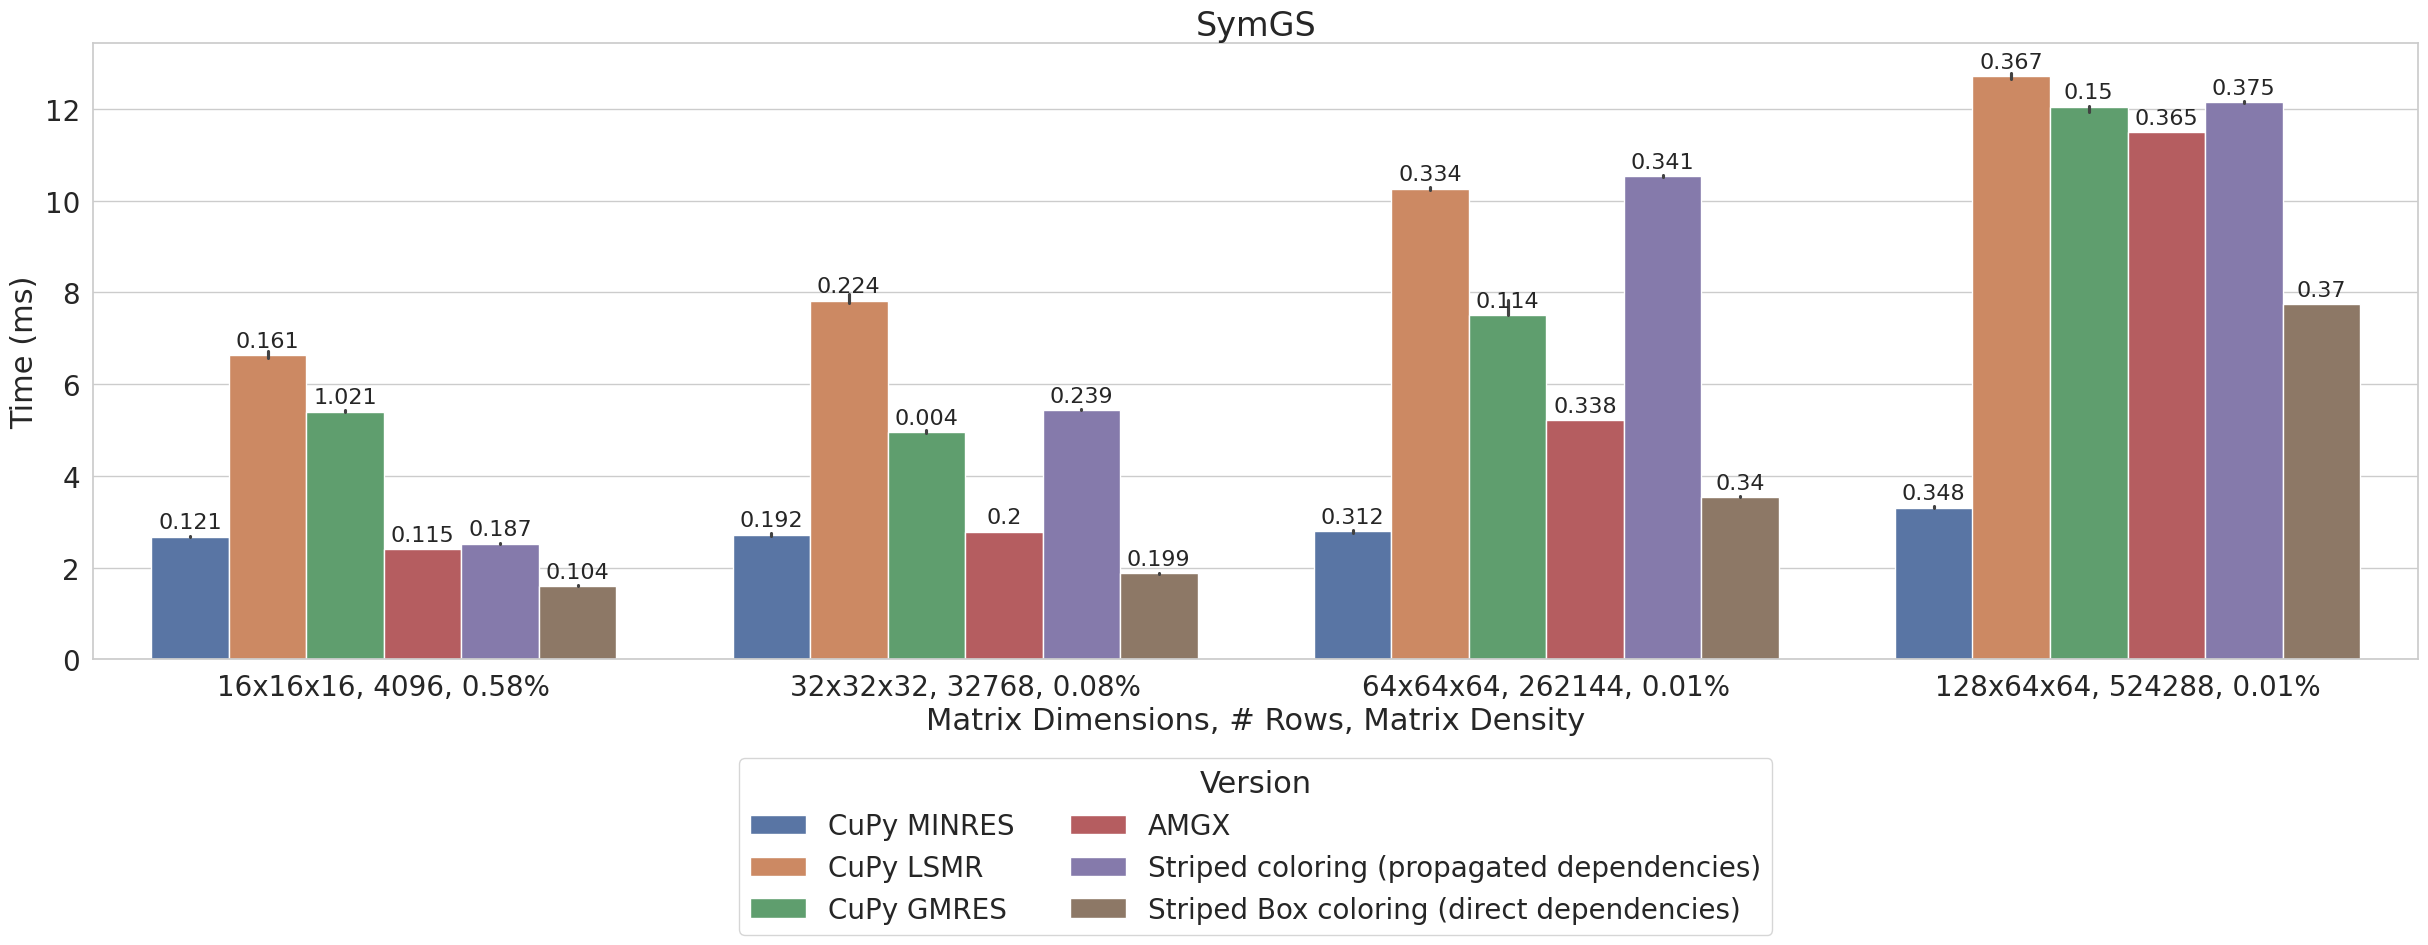 SymGS
Time (ms)
12
10
8
6
4
2
0
0.121
0.161
1.021
0.115
0.187
0.104
0.192
0.224
0.004
0.2
0.239
0.199
0.312
0.334
0.114
0.338
0.341
0.34
0.348
0.367
0.15
0.365
0.375
0.37
16x16x16, 4096, 0.58%
32x32x32, 32768, 0.08%
64x64x64, 262144, 0.01%
128x64x64, 524288, 0.01%
Matrix Dimensions, # Rows, Matrix Density
Version
CuPy MINRES
CuPy LSMR
CuPy GMRES
AMGX
Striped coloring (propagated dependencies)
Striped Box coloring (direct dependencies)